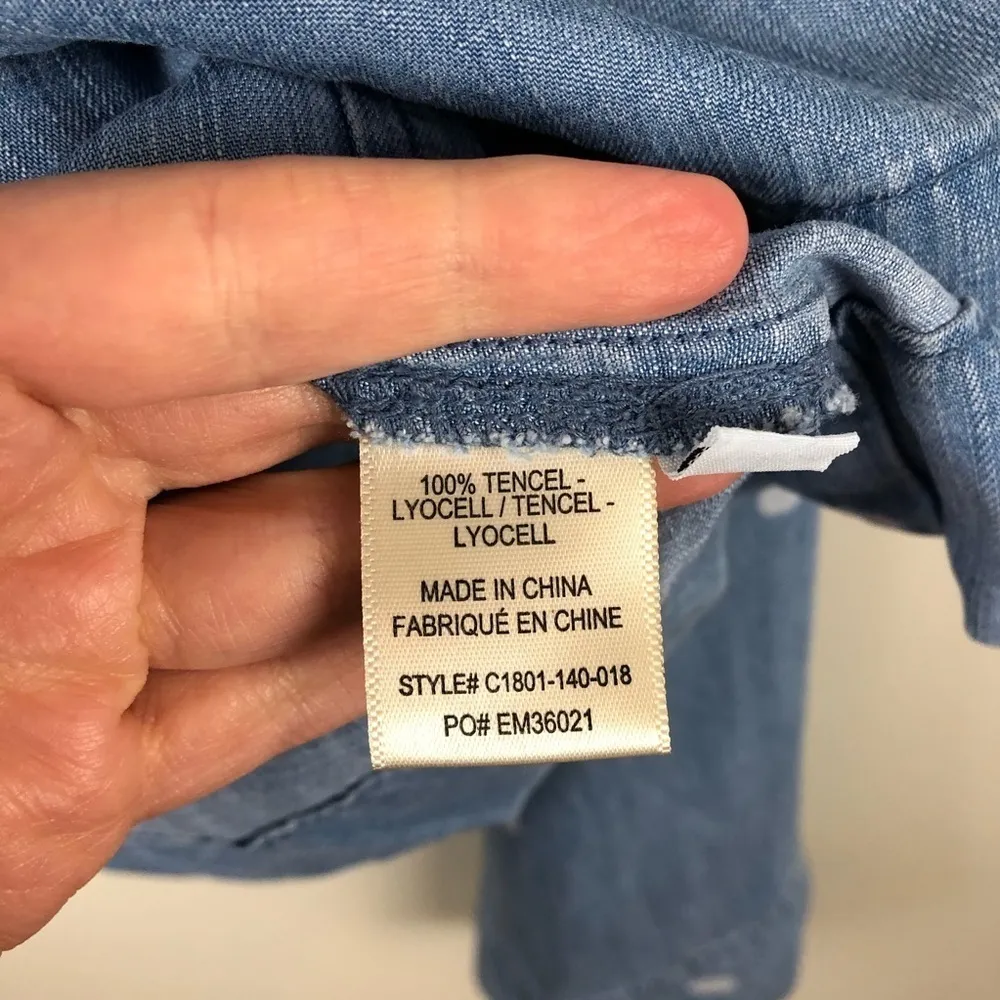 100% TENCEL -
LYOCELL / TENCEL -
LYOCELL
MADE IN CHINA
FABRIQUÉ EN CHINE
STYLE# C1801-140-018
PO# EM36021